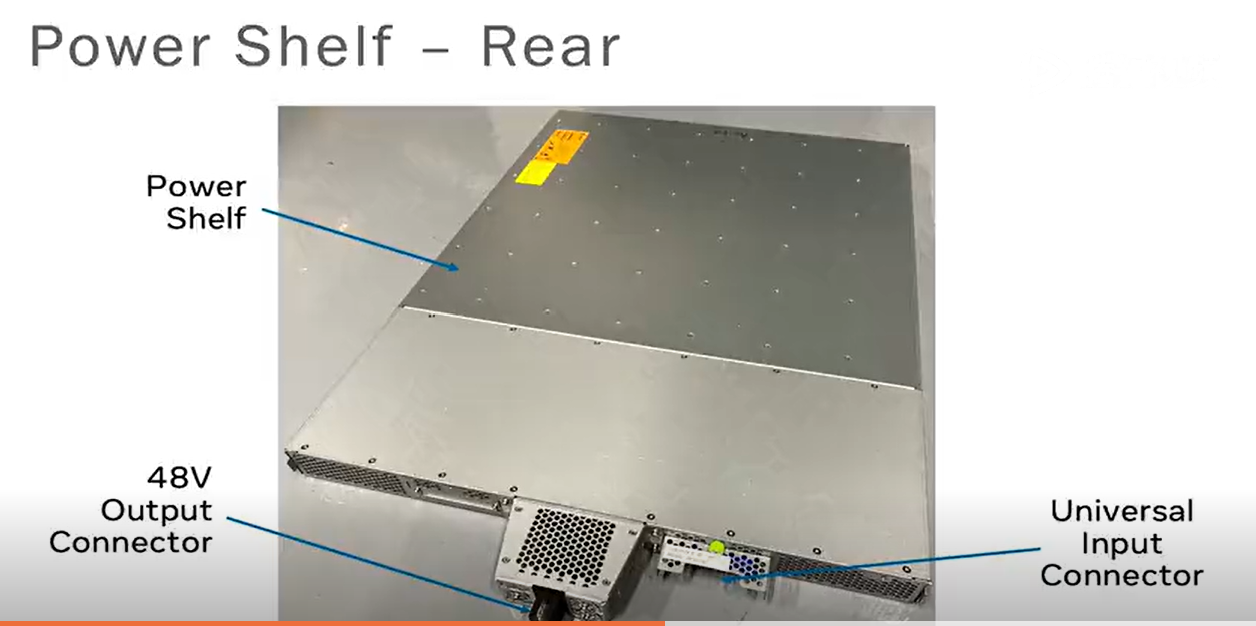 Power Shelf – Rear
Power
Shelf
48V
Output
Connector
Universal
Input
Connector